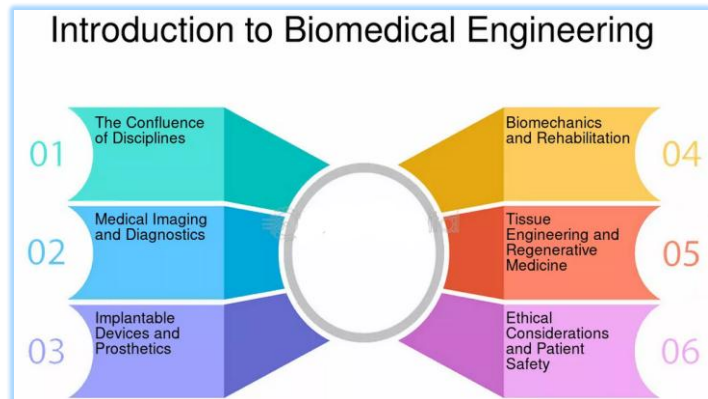 Introduction to Biomedical Engineering
01
The Confluence
of Disciplines
02
Medical Imaging
and Diagnostics
03
Implantable
Devices and
Prosthetics
Biomechanics
and Rehabilitation
04
Tissue
Engineering and
Regenerative
Medicine
05
Ethical
Considerations
and Patient
Safety
06